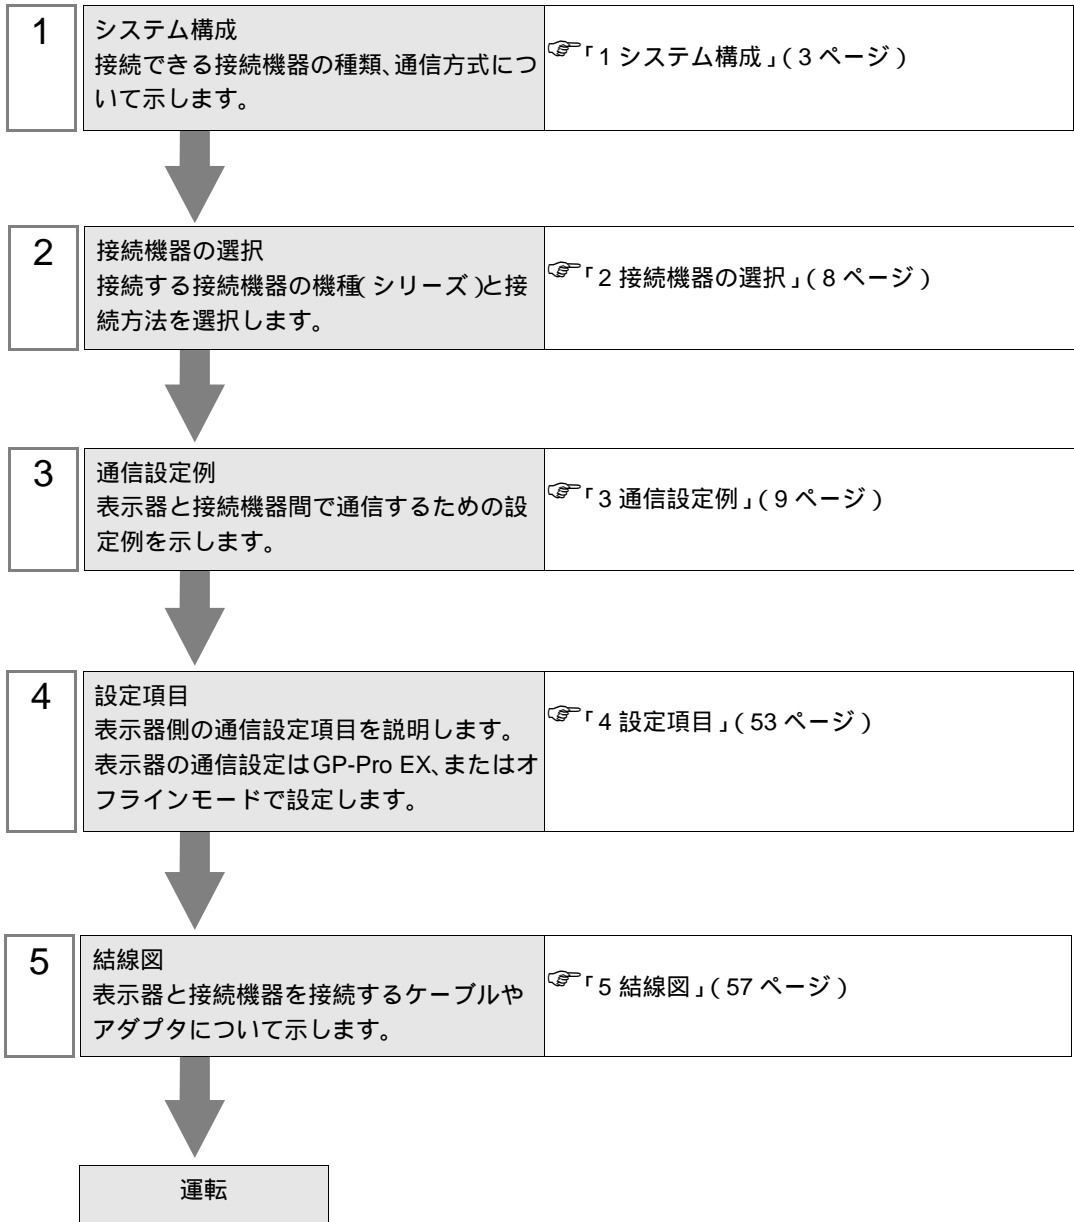 1
システム構成
接続できる接続機器の種類、通信方式につ
いて示します。
☞「1 システム構成」(3 ページ)
2
接続機器の選択
接続する接続機器の機種(シリーズ)と接
続方法を選択します。
☞「2 接続機器の選択」(8 ページ)
3
通信設定例
表示器と接続機器間で通信するための設
定例を示します。
☞「3 通信設定例」(9 ページ)
4
設定項目
表示器側の通信設定項目を説明します。
表示器の通信設定はGP-Pro EX、またはオ
フラインモードで設定します。
☞「4 設定項目」(53 ページ)
5
結線図
表示器と接続機器を接続するケーブルや
アダプタについて示します。
☞「5 結線図」(57 ページ)
運転